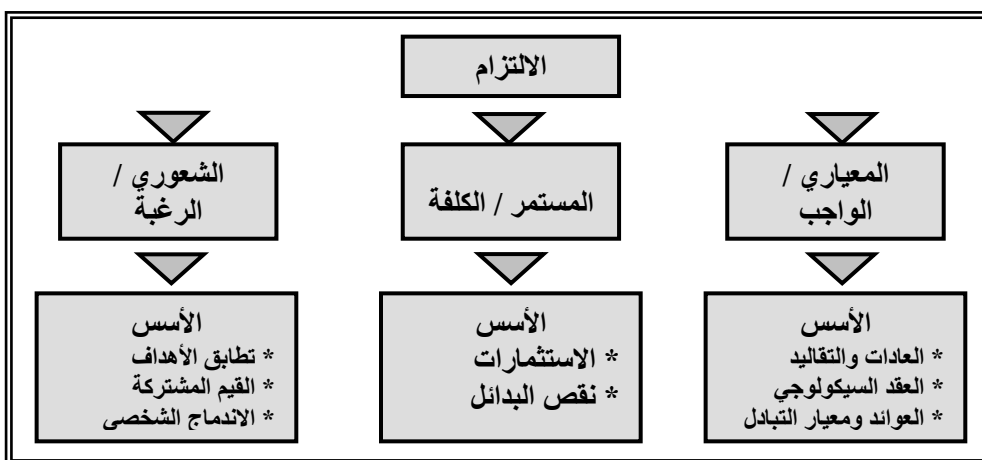 الالتزام
المعياري /
الواجب
المستمر / الكلفة
الشعوري /
الرغبة
الأسس
* العادات والتقاليد
* العقد السيكولوجي
* العوائد ومعيار التبادل
الأسس
* الاستثمارات
* نقص البدائل
الأسس
* تطابق الأهداف
* القيم المشتركة
* الاندماج الشخصي